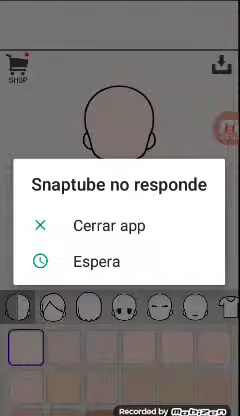 SHOP
Snaptube no responde
Cerrar app
Espera
Recorded by Mobizen